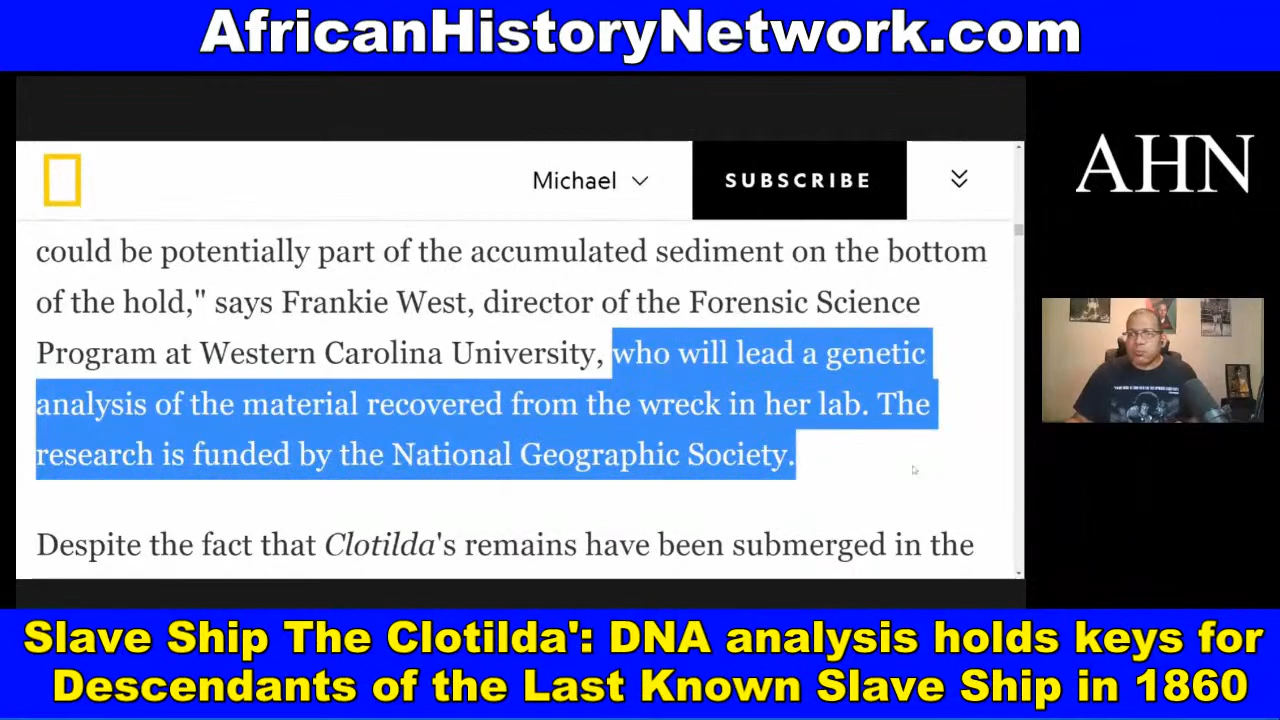 AfricanHistoryNetwork.com
AHN
Michael
SUBSCRIBE
could be potentially part of the accumulated sediment on the bottom
of the hold," says Frankie West, director of the Forensic Science
Program at Western Carolina University, who will lead a genetic
analysis of the material recovered from the wreck in her lab. The
research is funded by the National Geographic Society.
Despite the fact that Clotilda's remains have been submerged in the
Slave Ship The Clotilda': DNA analysis holds keys for
Descendants of the Last Known Slave Ship in 1860